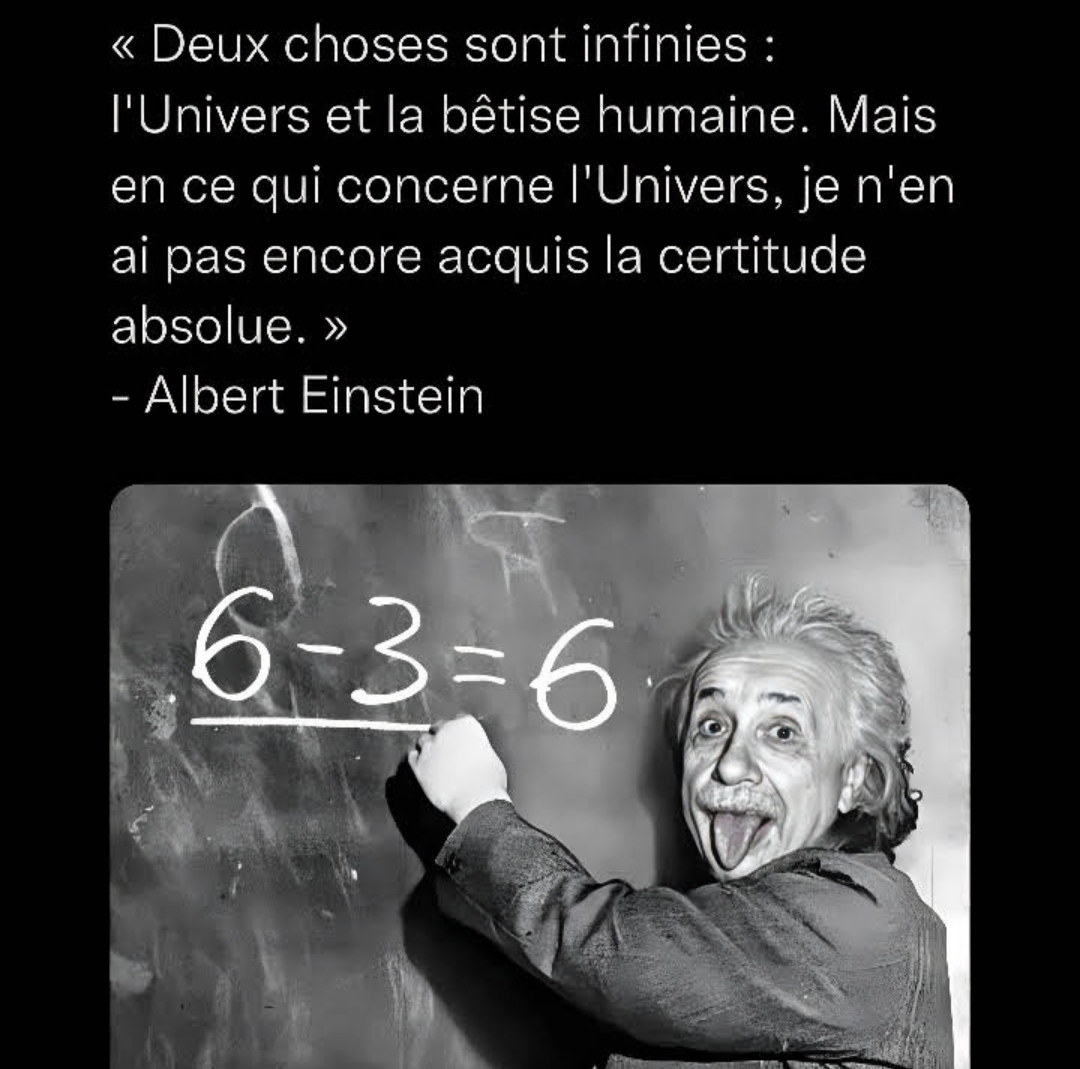 « Deux choses sont infinies :
l'Univers et la bêtise humaine. Mais
en ce qui concerne l'Univers, je n'en
ai pas encore acquis la certitude
absolue. »
- Albert Einstein
6-3=6